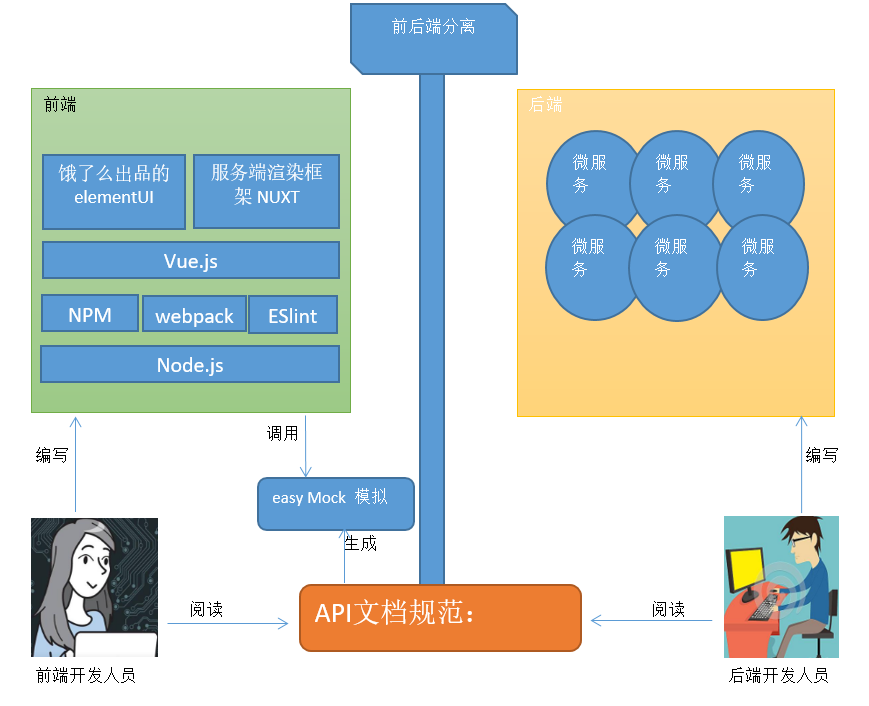 前后端分离
前端
饿了么出品的
elementUI
服务端渲染框
架 NUXT
Vue.js
NPM
webpack
ESlint
Node.js
后端
微服
务
微服
务
微服
务
微服
务
微服
务
微服
务
编写
调用
编写
easy Mock 模拟
生成
API文档规范：
阅读
阅读
前端开发人员
后端开发人员